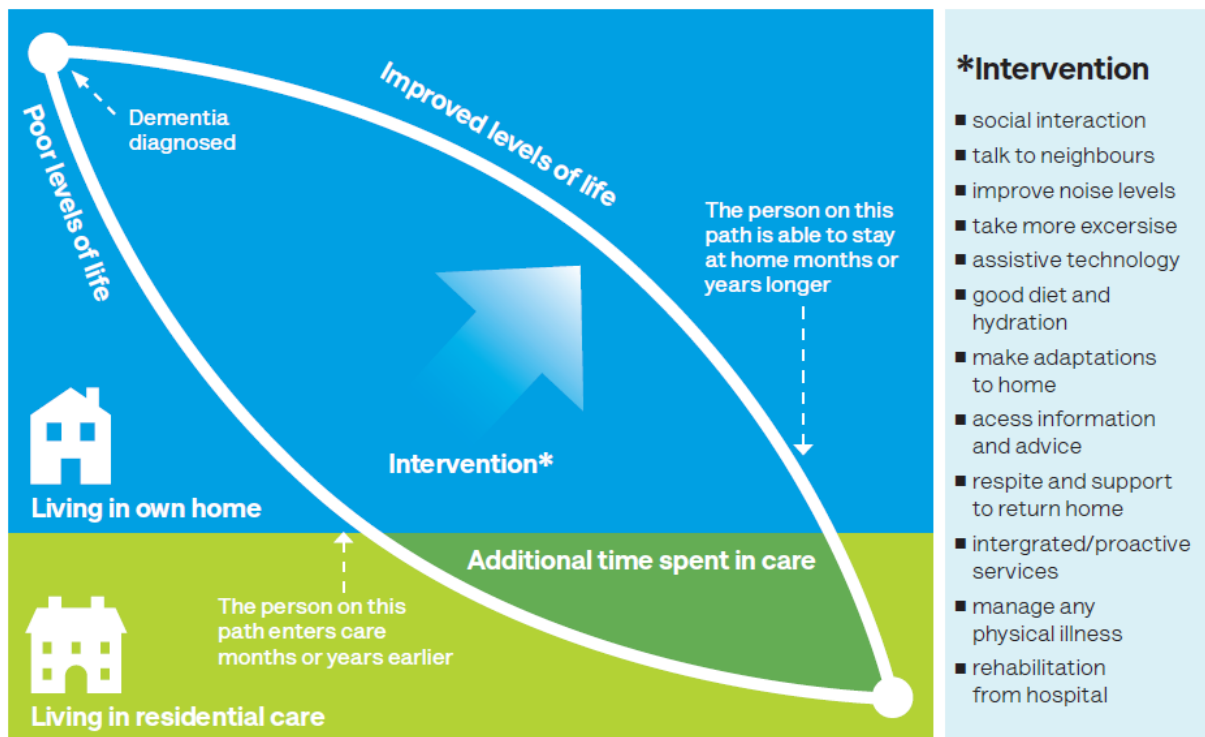 Dementia
diagnosed
Poor levels of life
Improved levels of life
The person on this
path is able to stay
at home months or
years longer
Intervention*
Living in own home
Additional time spent in care
The person on this
path enters care
months or years earlier
Living in residential care
*Intervention
■ social interaction
■ talk to neighbours
■ improve noise levels
■ take more excersise
■ assistive technology
■ good diet and
hydration
■ make adaptations
to home
■ acess information
and advice
■ respite and support
to return home
■ intergrated/proactive
services
■ manage any
physical illness
■ rehabilitation
from hospital